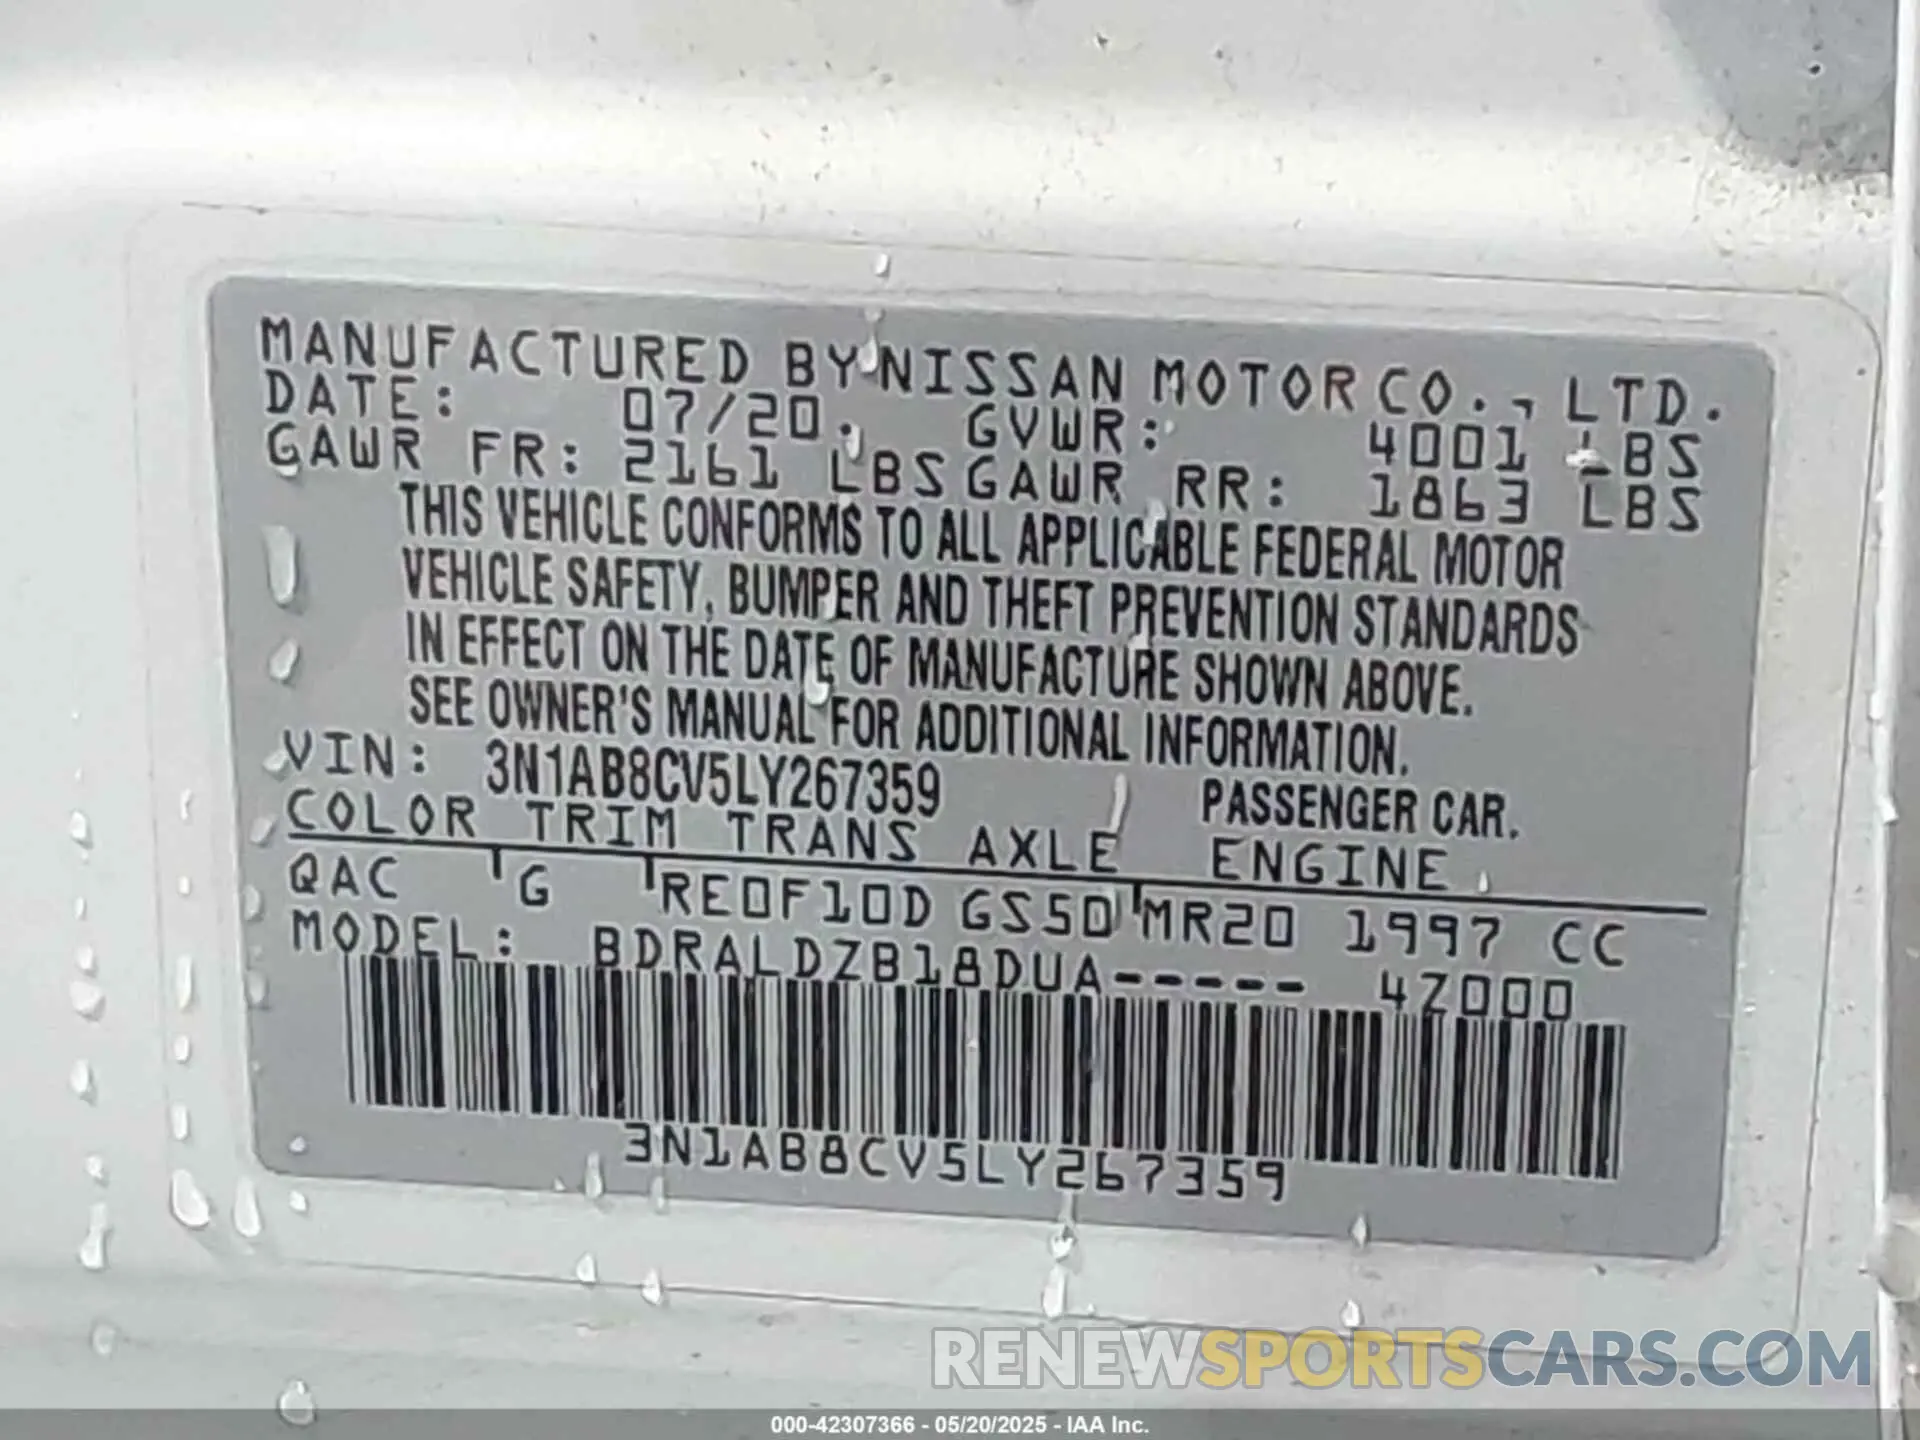 MANUFACTURED BY NISSAN MOTOR CO., LTD.
DATE: 07/20. GVWR: 4001 LBS
GAWR FR: 2161 LBS GAWR RR: 1863 LBS
THIS VEHICLE CONFORMS TO ALL APPLICABLE FEDERAL MOTOR
VEHICLE SAFETY, BUMPER AND THEFT PREVENTION STANDARDS
IN EFFECT ON THE DATE OF MANUFACTURE SHOWN ABOVE.
SEE OWNER'S MANUAL FOR ADDITIONAL INFORMATION.
VIN: 3N1AB8CV5LY267359 PASSENGER CAR.
COLOR TRIM TRANS AXLE ENGINE
QAC G RE0F10D GS50 MR20 1997 CC
MODEL: BDRALDZB18DUA----- 4Z000
3N1AB8CV5LY267359
RENEWSPORTSCARS.COM
000-42307366 - 05/20/2025 - IAA Inc.